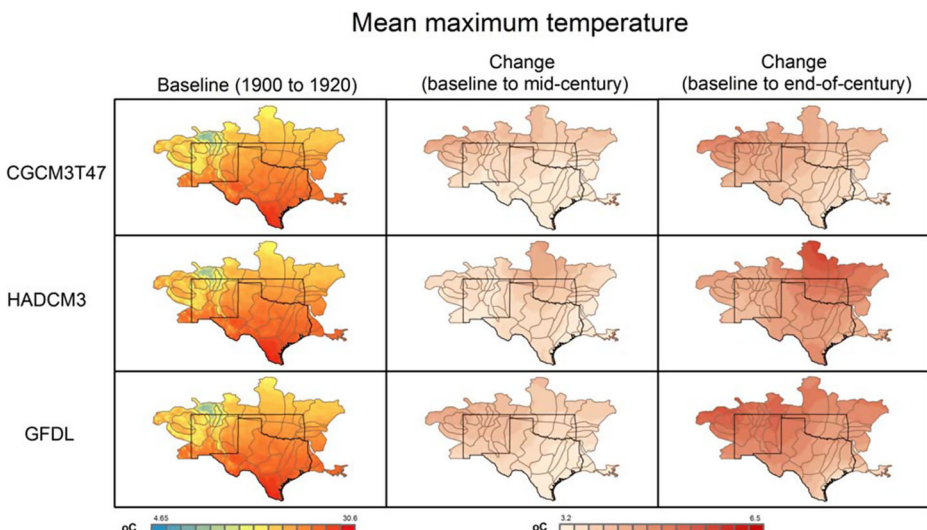 Mean maximum temperature
Baseline (1900 to 1920)
Change
(baseline to mid-century)
Change
(baseline to end-of-century)
CGCM3T47
HADCM3
GFDL
oC 4.65 30.6
oC 3.2 6.5